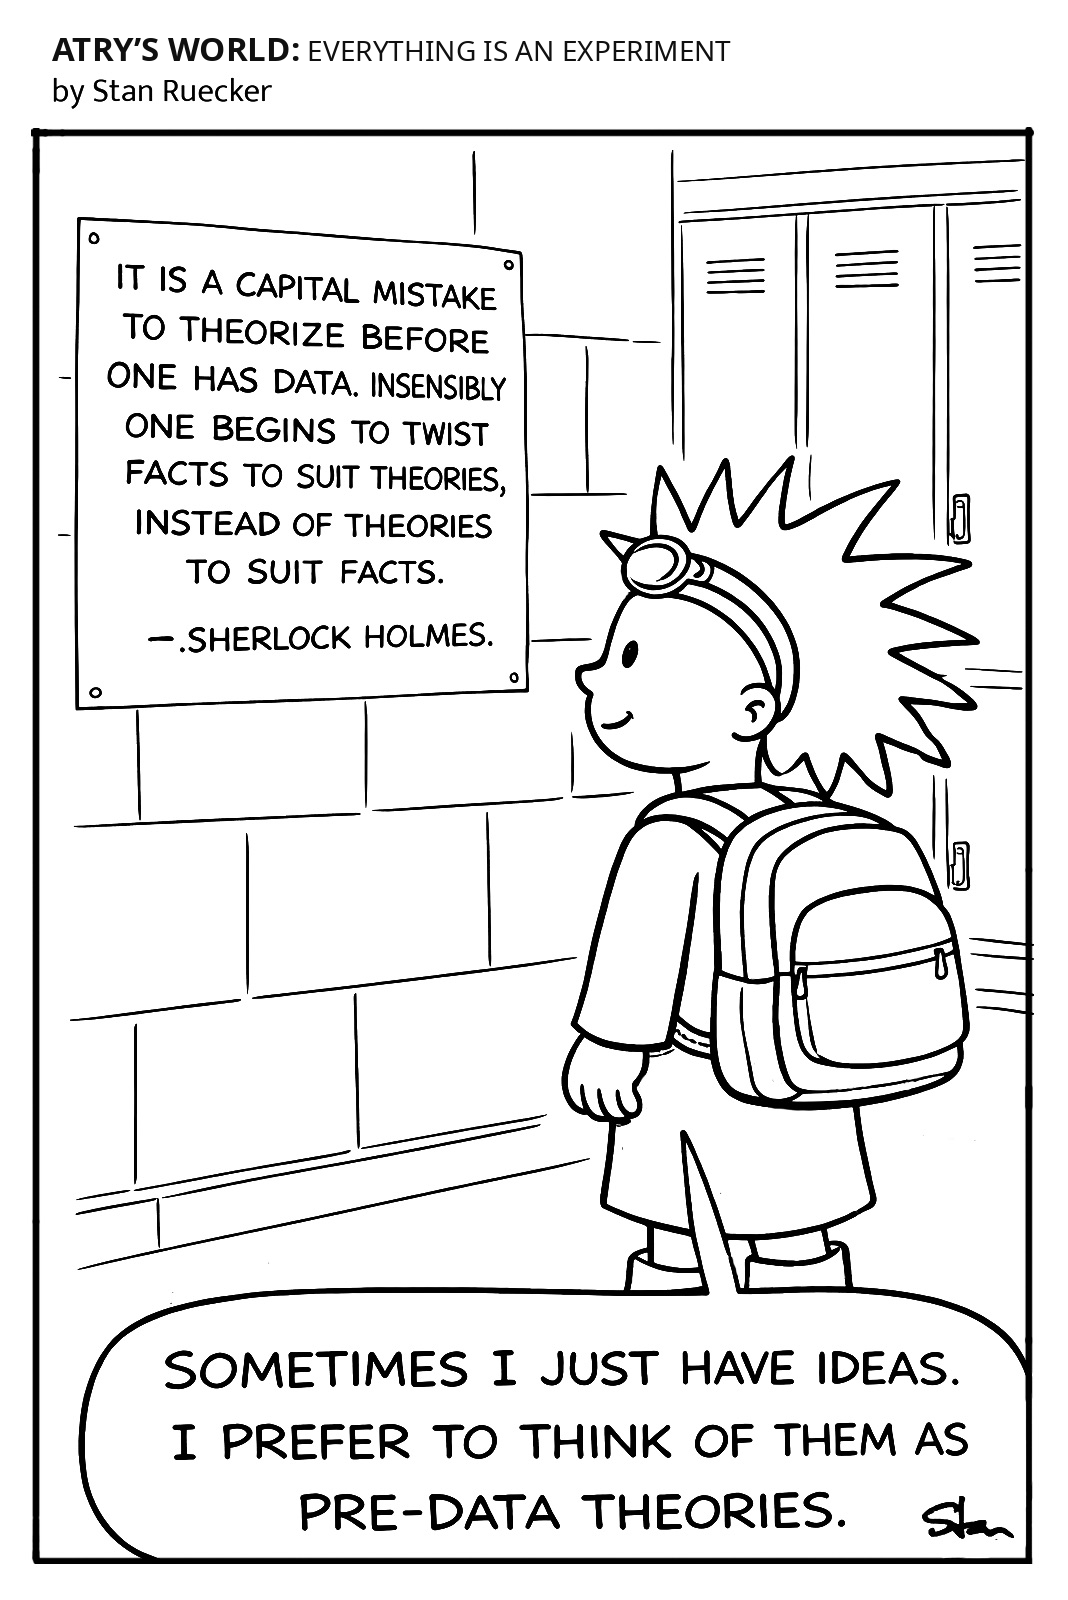 ATRY’S WORLD: EVERYTHING IS AN EXPERIMENT
by Stan Ruecker
IT IS A CAPITAL MISTAKE
TO THEORIZE BEFORE
ONE HAS DATA. INSENSIBLY
ONE BEGINS TO TWIST
FACTS TO SUIT THEORIES,
INSTEAD OF THEORIES
TO SUIT FACTS.
—.SHERLOCK HOLMES.
SOMETIMES I JUST HAVE IDEAS.
I PREFER TO THINK OF THEM AS
PRE-DATA THEORIES.
Stan